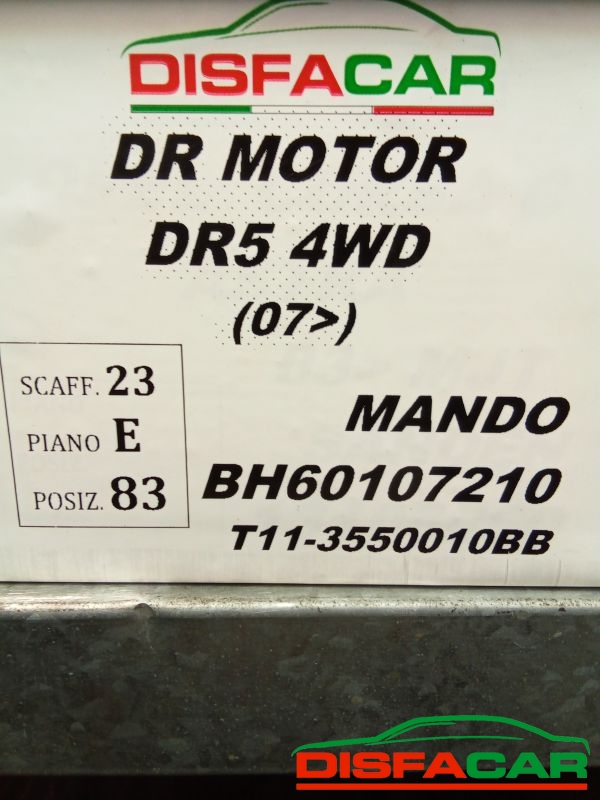 DISFACAR
DR MOTOR
DR5 4WD
(07>)
SCAFF. 23
PIANO E
POSIZ. 83
MANDO
BH60107210
T11-3550010BB
DISFACAR